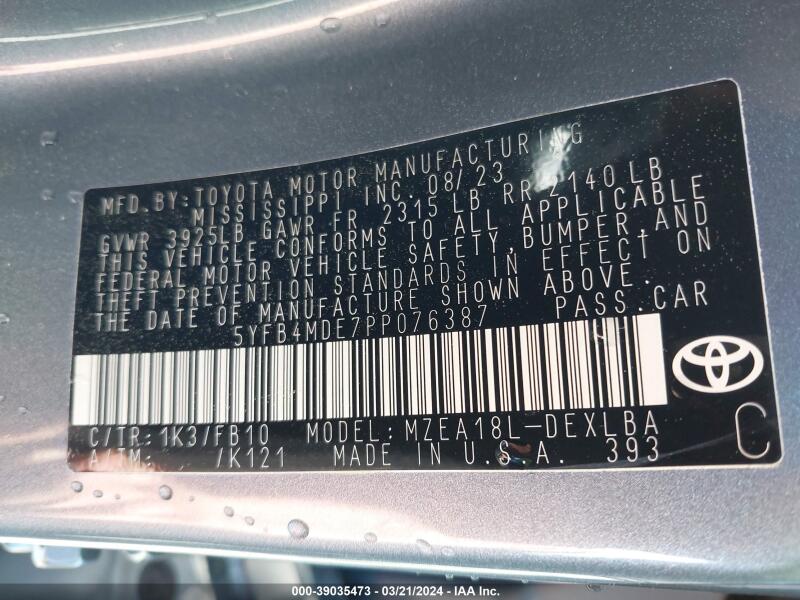 MFD.BY:TOYOTA MOTOR MANUFACTURING
MISSISSIPPI INC. 08/23
GVWR 3925LB GAWR FR 2315 LB RR 2140 LB
THIS VEHICLE CONFORMS TO ALL APPLICABLE
FEDERAL MOTOR VEHICLE SAFETY,BUMPER,AND
THEFT PREVENTION STANDARDS IN EFFECT ON
THE DATE OF MANUFACTURE SHOWN ABOVE.
5YFB4MDE7PP076387 PASS.CAR
C/TR:1K3/FB10 MODEL:MZEA18L-DEXLBA
A/TM: /K121 MADE IN U.S.A. 393
C
000-39035473 - 03/21/2024 - IAA Inc.